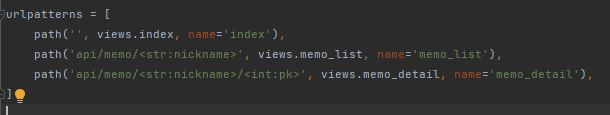 urlpatterns = [
    path('', views.index, name='index'),
    path('api/memo/<str:nickname>', views.memo_list, name='memo_list'),
    path('api/memo/<str:nickname>/<int:pk>', views.memo_detail, name='memo_detail'),
]